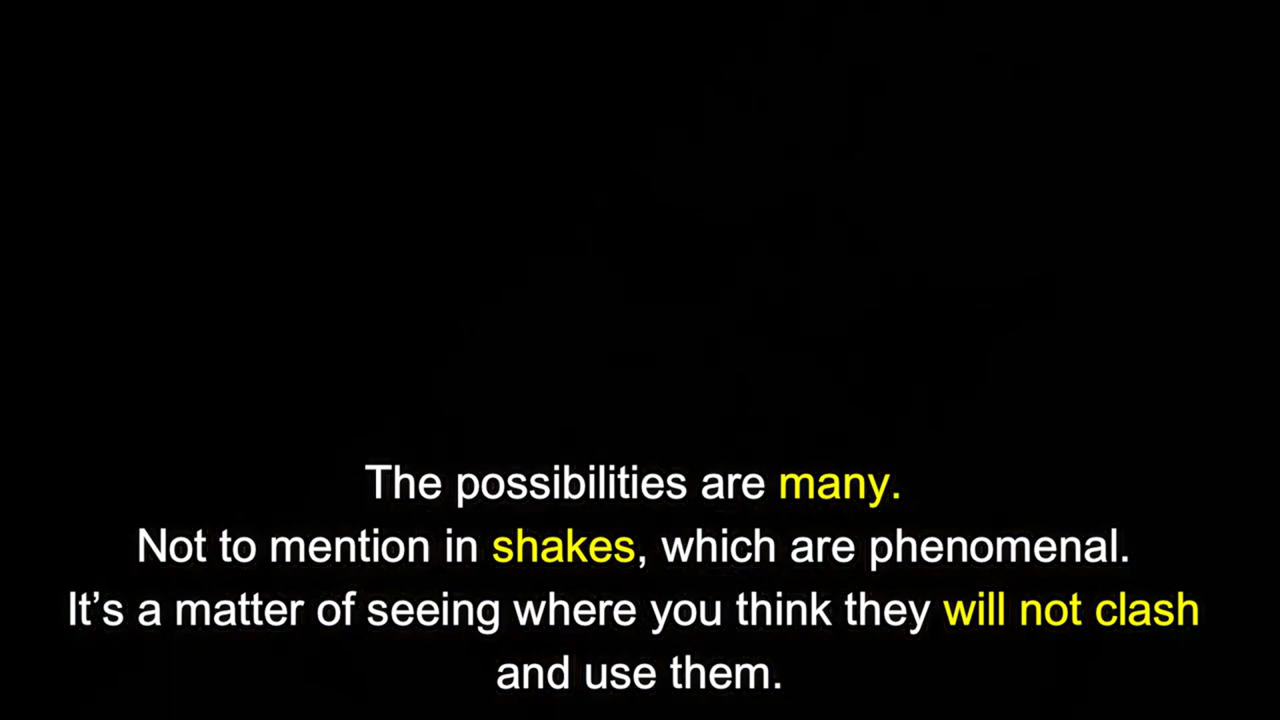 The possibilities are many.
Not to mention in shakes, which are phenomenal.
It’s a matter of seeing where you think they will not clash
and use them.